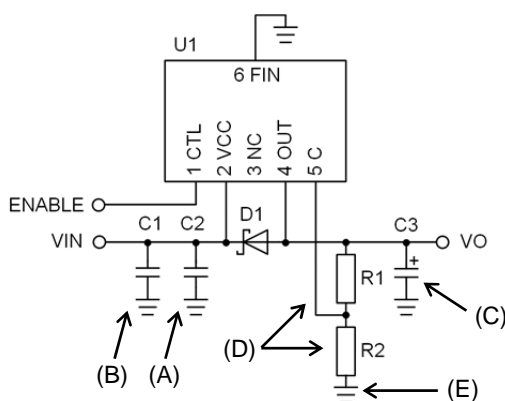 U1
6 FIN
1 CTL
2 VCC
3 NC
4 OUT
5 C
ENABLE
C1
C2
D1
C3
VIN
VO
+
R1
(C)
(D)
R2
(B)
(A)
(E)